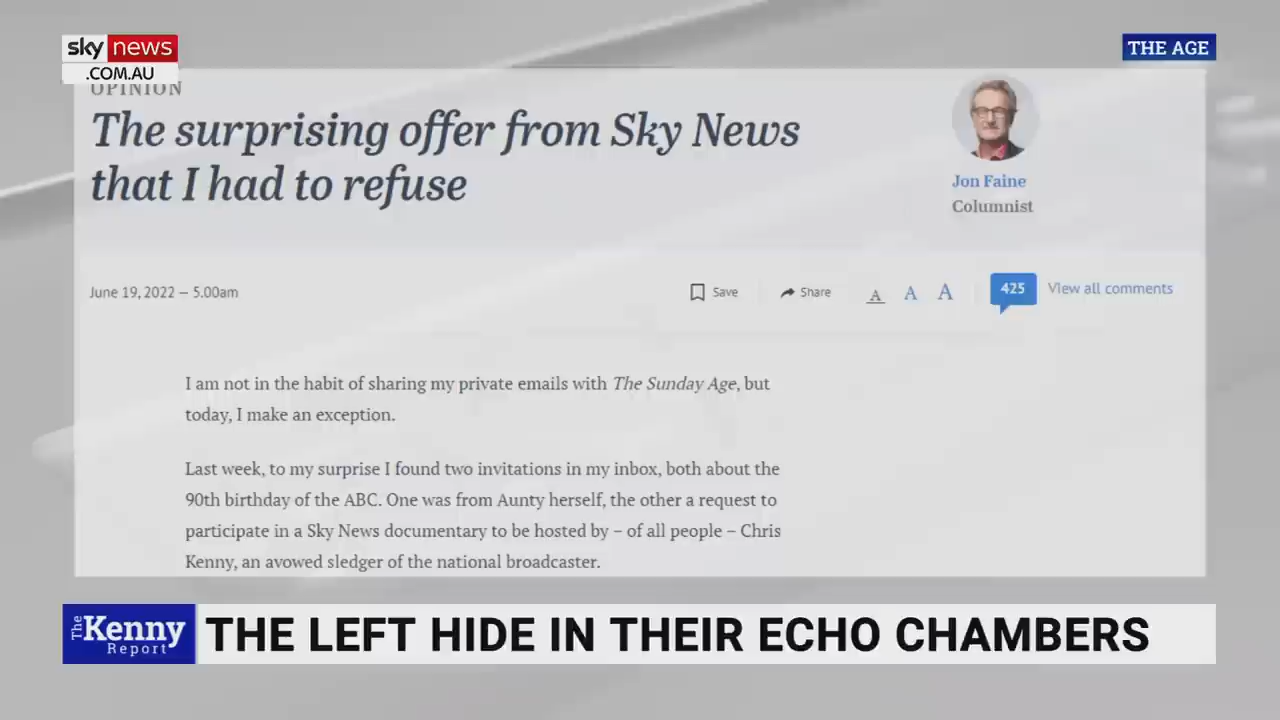 sky news
.COM.AU
THE AGE
OPINION
The surprising offer from Sky News
that I had to refuse
Jon Faine
Columnist
June 19, 2022 — 5.00am
Save
Share
A A A
425
View all comments
I am not in the habit of sharing my private emails with The Sunday Age, but
today, I make an exception.
Last week, to my surprise I found two invitations in my inbox, both about the
90th birthday of the ABC. One was from Aunty herself, the other a request to
participate in a Sky News documentary to be hosted by – of all people – Chris
Kenny, an avowed sledger of the national broadcaster.
The Kenny Report
THE LEFT HIDE IN THEIR ECHO CHAMBERS